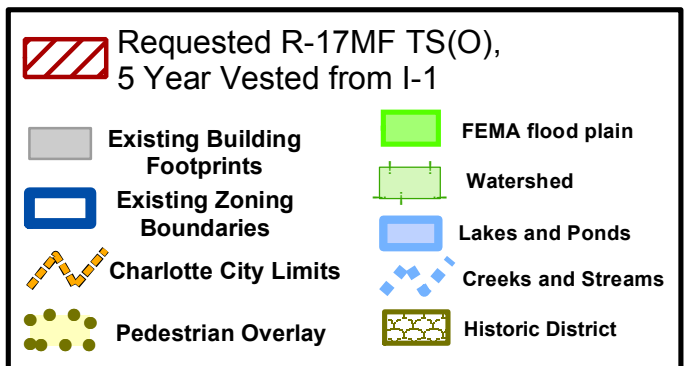 Requested R-17MF TS(O),
5 Year Vested from I-1
Existing Building
Footprints
Existing Zoning
Boundaries
Charlotte City Limits
Pedestrian Overlay
FEMA flood plain
Watershed
Lakes and Ponds
Creeks and Streams
Historic District